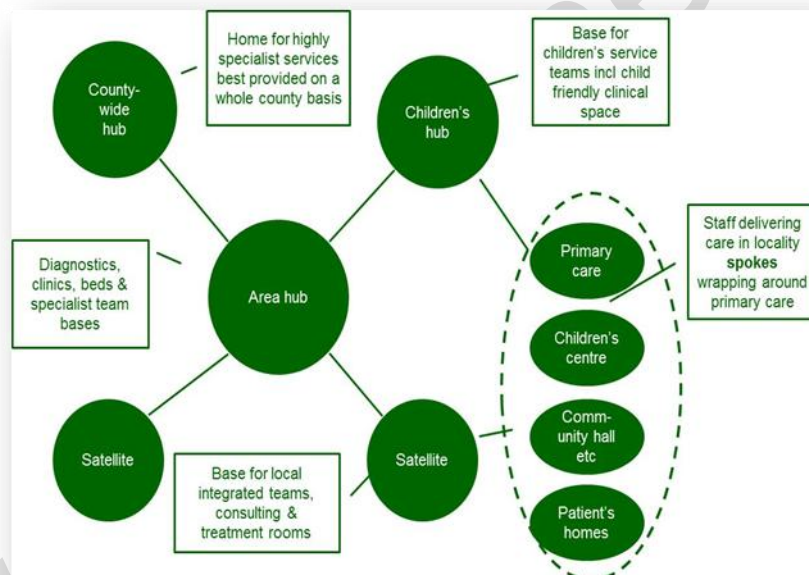 County-
wide
hub
Home for highly
specialist services
best provided on a
whole county basis
Children's
hub
Base for
children's service
teams incl child
friendly clinical
space
Diagnostics,
clinics, beds &
specialist team
bases
Area hub
Primary
care
Children's
centre
Comm-
unity hall
etc
Patient's
homes
Staff delivering
care in locality
spokes
wrapping around
primary care
Satellite
Base for local
integrated teams,
consulting &
treatment rooms
Satellite